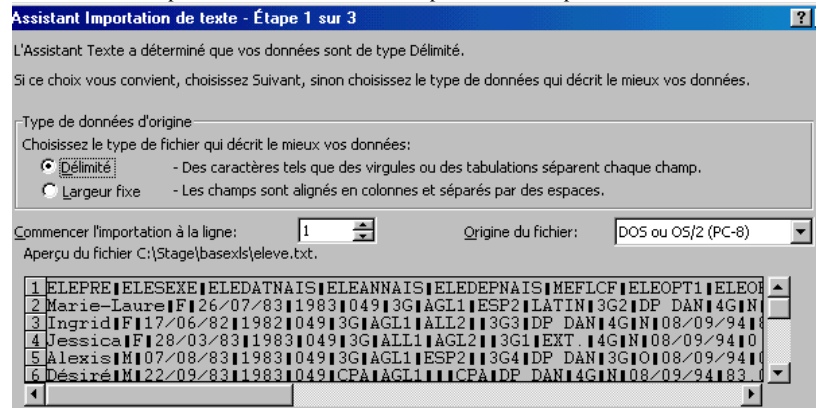 Assistant Importation de texte - Étape 1 sur 3
L'Assistant Texte a déterminé que vos données sont de type Délimité.
Si ce choix vous convient, choisissez Suivant, sinon choisissez le type de données qui décrit le mieux vos données.
Type de données d'origine
Choisissez le type de fichier qui décrit le mieux vos données:
Délimité - Des caractères tels que des virgules ou des tabulations séparent chaque champ.
Largeur fixe - Les champs sont alignés en colonnes et séparés par des espaces.
Commencer l'importation à la ligne: 1 Origine du fichier: DOS ou OS/2 (PC-8)
Aperçu du fichier C:\Stage\basexls\eleve.txt.
1 ELEPRE▮ELESEXE▮ELEDATNAIS▮ELEANNAIS▮ELEDEPNAIS▮MEFLCF▮ELEOPT1▮
2 Marie-Laure▮F▮26/07/83▮1983▮049▮3G▮AGL1▮ESP2▮LATIN▮3G2▮DP DAN▮4G▮N▮
3 Ingrid▮F▮17/06/82▮1982▮049▮3G▮AGL1▮ALL2▮▮3G3▮DP DAN▮4G▮N▮08/09/94▮
4 Jessica▮F▮28/03/83▮1983▮049▮3G▮ALL1▮AGL2▮▮3G1▮EXT.▮4G▮N▮08/09/94▮0
5 Alexis▮M▮07/08/83▮1983▮049▮3G▮AGL1▮ESP2▮▮3G4▮DP DAN▮3G▮O▮08/09/94▮
6 Désiré▮M▮22/09/83▮1983▮049▮CPA▮AGL1▮▮▮CPA▮DP DAN▮4G▮N▮08/09/94▮83.